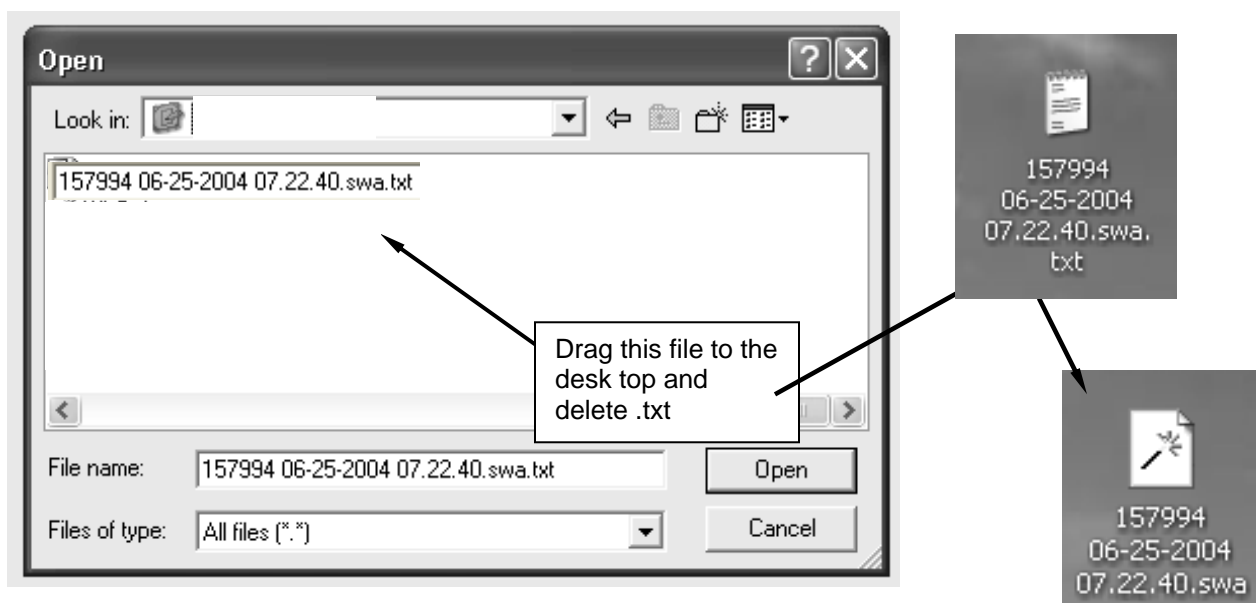 Open
Look in:
157994 06-25-2004 07.22.40.swa.txt
Drag this file to the
desk top and
delete .txt
File name:
157994 06-25-2004 07.22.40.swa.txt
Open
Files of type:
All files (*.*)
Cancel
157994
06-25-2004
07.22.40.swa.
txt
157994
06-25-2004
07.22.40.swa